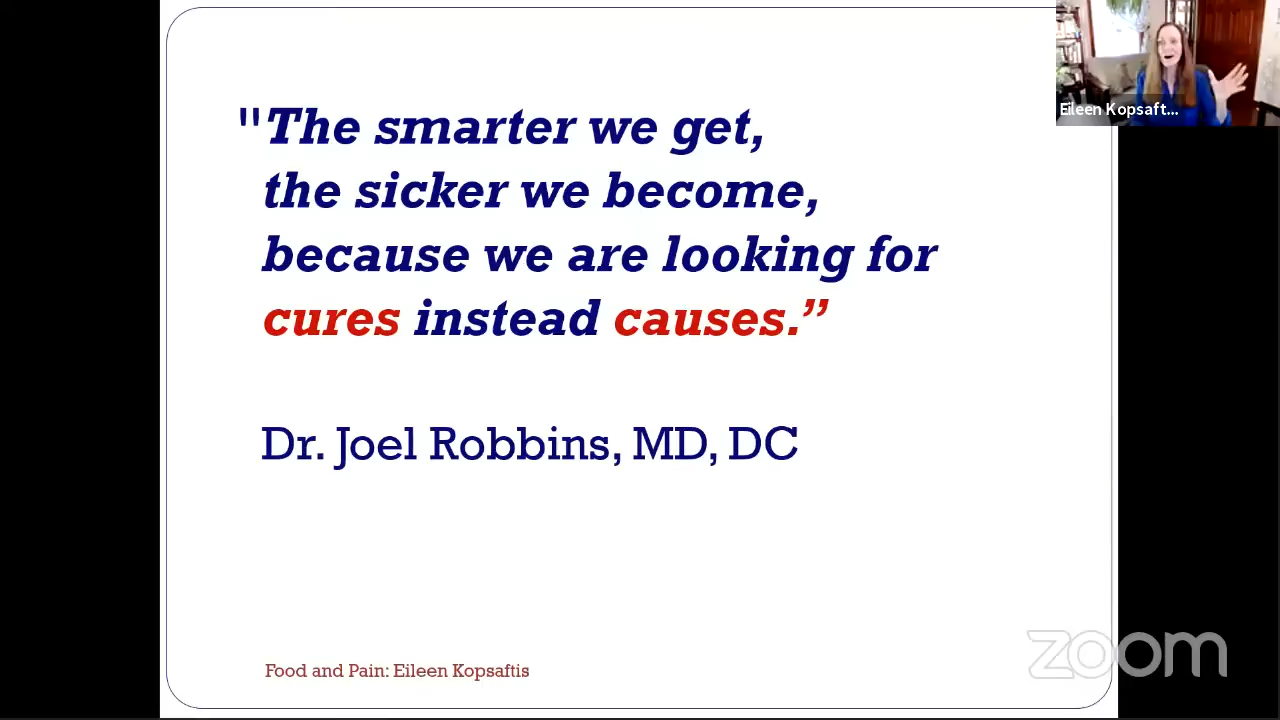 "The smarter we get,
the sicker we become,
because we are looking for
cures instead causes.”
Dr. Joel Robbins, MD, DC
Food and Pain: Eileen Kopsaftis
Eileen Kopsaft...
zoom